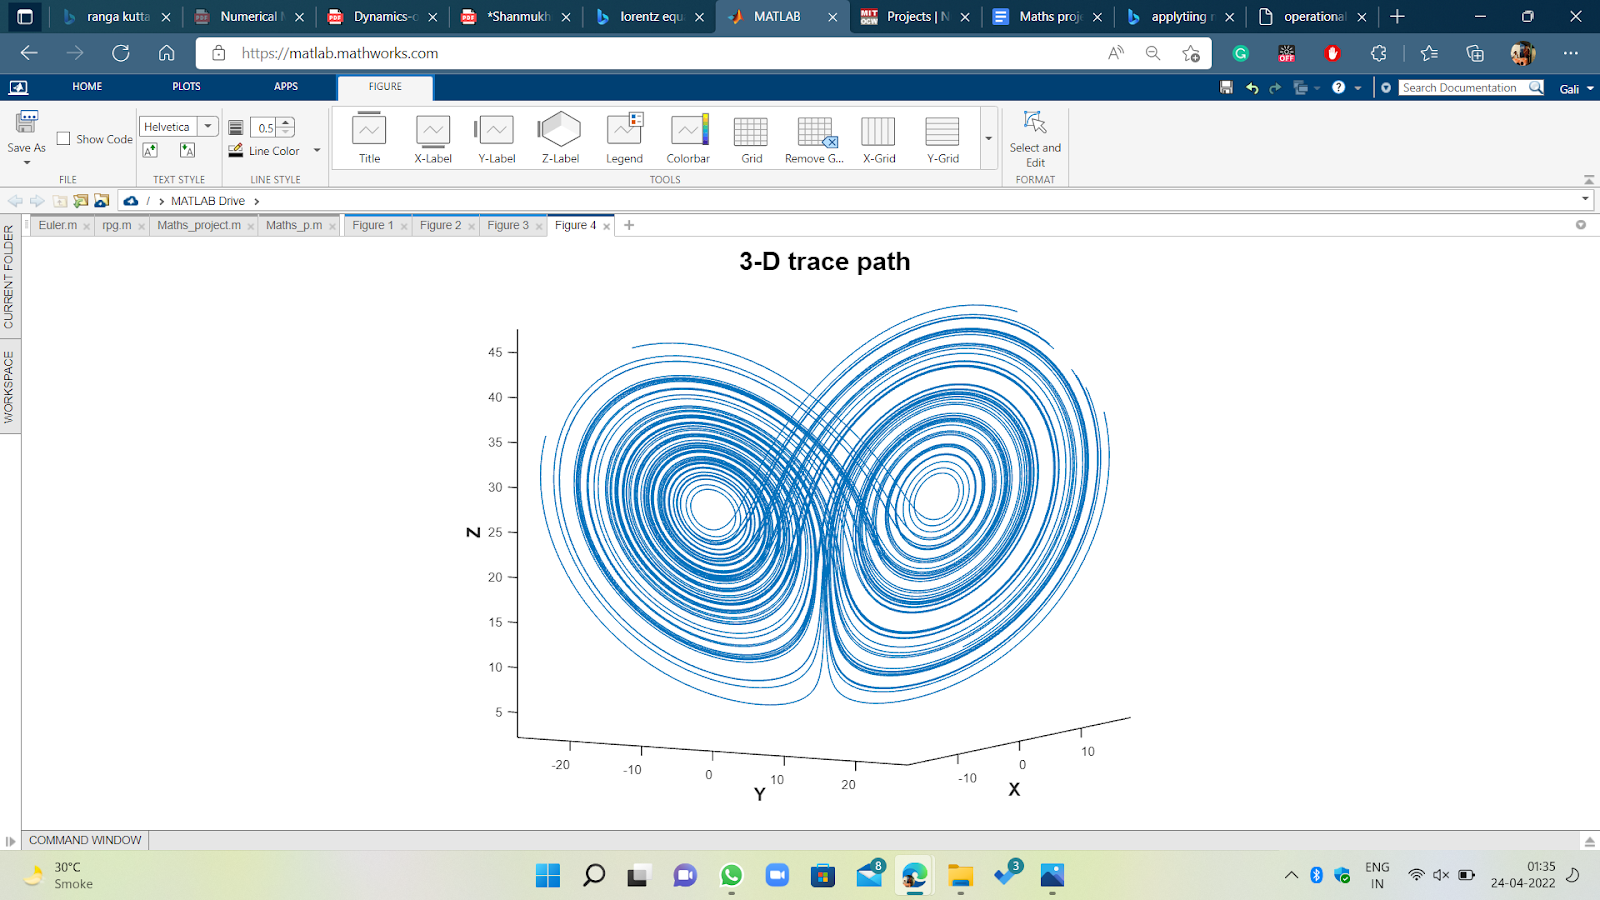 ranga kutta
Numerical M
Dynamics-c
*Shanmukh
lorentz equ
MATLAB
MIT
OCW
Projects | N
Maths proj
operational
https://matlab.mathworks.com
A
OFF
HOME
PLOTS
APPS
FIGURE
Search Documentation
Gali
Save As
Show Code
Helvetica
0.5
Line Color
Title
X-Label
Y-Label
Z-Label
Legend
Colorbar
Grid
Remove G...
X-Grid
Y-Grid
Select and
Edit
FILE
TEXT STYLE
LINE STYLE
TOOLS
FORMAT
/ > MATLAB Drive >
CURRENT FOLDER
WORKSPACE
Euler.m
rpg.m
Maths_project.m
Maths_p.m
Figure 1
Figure 2
Figure 3
Figure 4
3-D trace path
45
40
35
30
25
20
15
10
5
Z
-20
-10
0
10
20
Y
-10
0
10
X
COMMAND WINDOW
30°C
Smoke
8
3
ENG
IN
01:35
24-04-2022